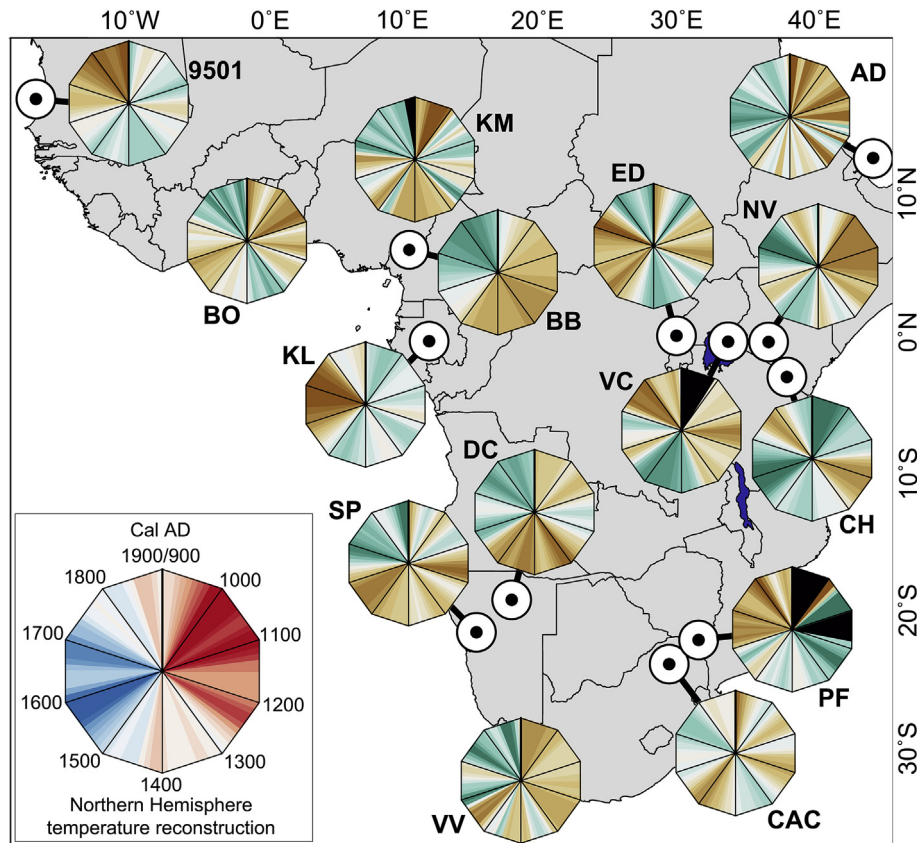 10˚W 0˚E 10˚E 20˚E 30˚E 40˚E
9501
AD
KM
ED
10˚N
NV
BO
BB
0˚N
KL
VC
DC
10˚S
SP
CH
Cal AD
1900/900
1800 1000
1700 1100
1600 1200
1500 1300
1400
Northern Hemisphere
temperature reconstruction
20˚S
PF
30˚S
VV
CAC